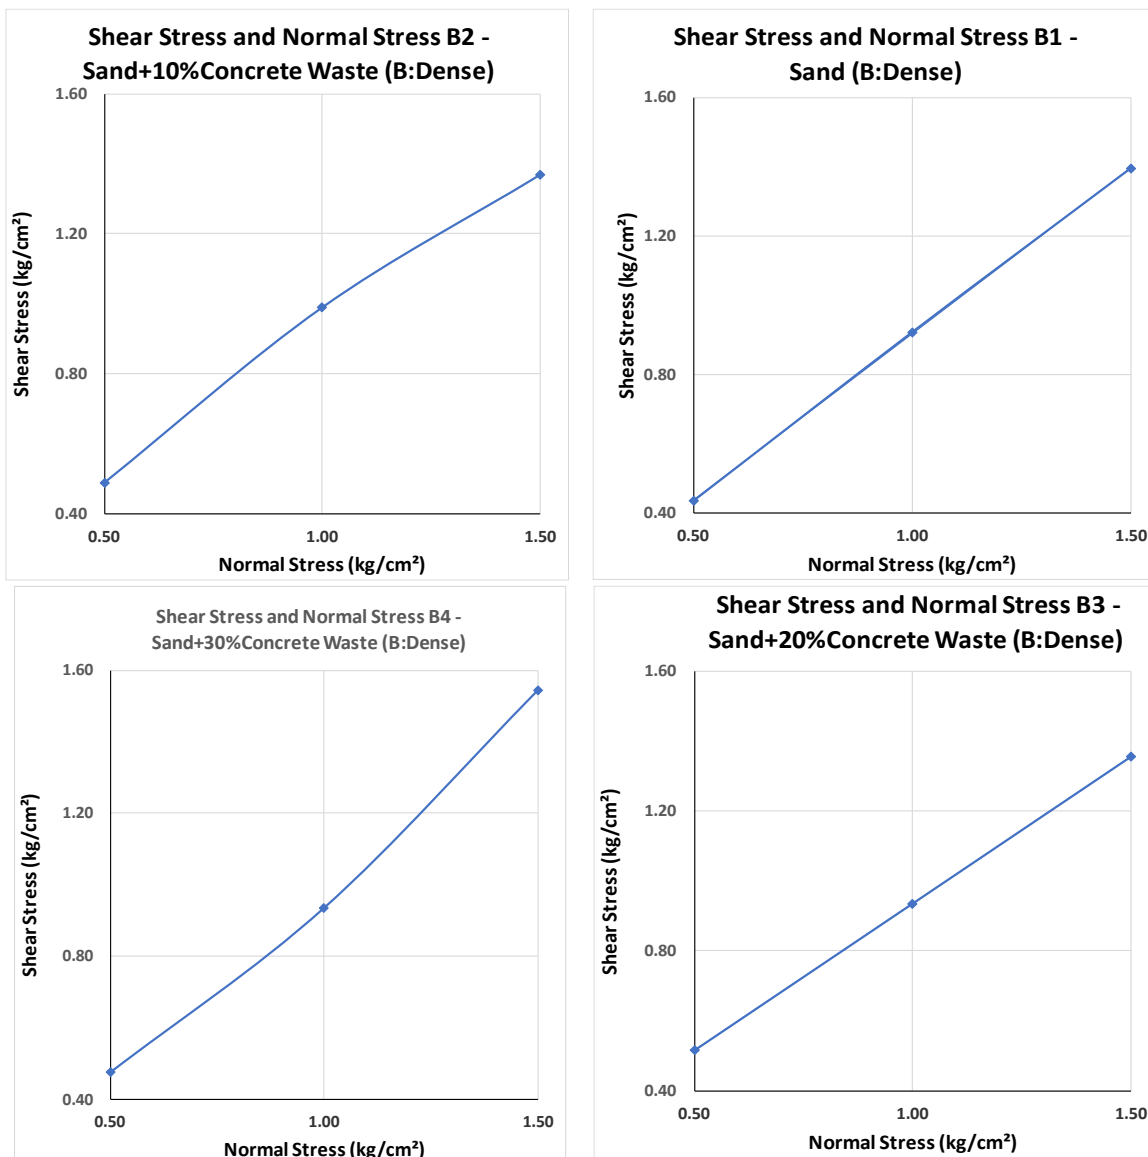 Shear Stress and Normal Stress B2 -
Sand+10%Concrete Waste (B:Dense)
1.60
1.20
0.80
0.40
Shear Stress (kg/cm²)
0.50 1.00 1.50
Normal Stress (kg/cm²)
Shear Stress and Normal Stress B1 -
Sand (B:Dense)
1.60
1.20
0.80
0.40
Shear Stress (kg/cm²)
0.50 1.00 1.50
Normal Stress (kg/cm²)
Shear Stress and Normal Stress B4 -
Sand+30%Concrete Waste (B:Dense)
1.60
1.20
0.80
0.40
Shear Stress (kg/cm²)
0.50 1.00 1.50
Normal Stress (kg/cm²)
Shear Stress and Normal Stress B3 -
Sand+20%Concrete Waste (B:Dense)
1.60
1.20
0.80
0.40
Shear Stress (kg/cm²)
0.50 1.00 1.50
Normal Stress (kg/cm²)